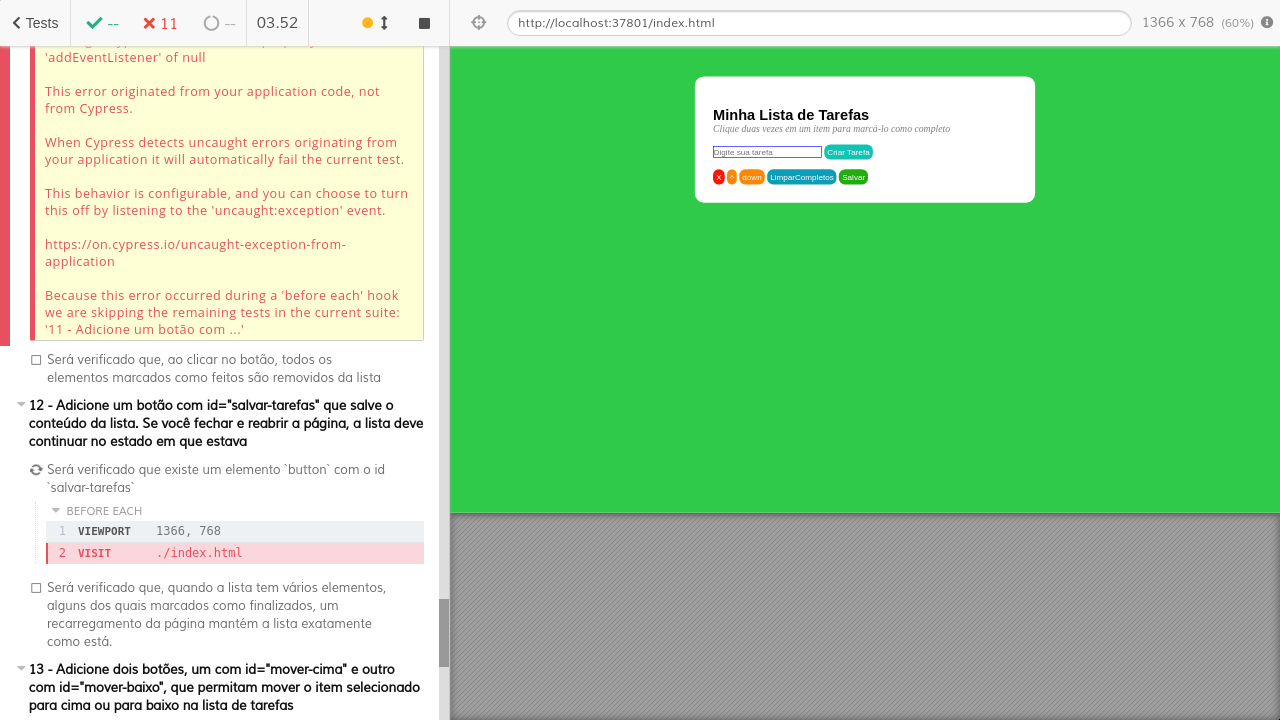 Tests
--
11
--
03.52
http://localhost:37801/index.html
1366 x 768 (60%)
'addEventListener' of null
This error originated from your application code, not
from Cypress.
When Cypress detects uncaught errors originating from
your application it will automatically fail the current test.
This behavior is configurable, and you can choose to turn
this off by listening to the 'uncaught:exception' event.
https://on.cypress.io/uncaught-exception-from-
application
Because this error occurred during a 'before each' hook
we are skipping the remaining tests in the current suite:
'11 - Adicione um botão com ...'
Será verificado que, ao clicar no botão, todos os
elementos marcados como feitos são removidos da lista
12 - Adicione um botão com id="salvar-tarefas" que salve o
conteúdo da lista. Se você fechar e reabrir a página, a lista deve
continuar no estado em que estava
Será verificado que existe um elemento `button` com o id
`salvar-tarefas`
BEFORE EACH
1 VIEWPORT 1366, 768
2 VISIT ./index.html
Será verificado que, quando a lista tem vários elementos,
alguns dos quais marcados como finalizados, um
recarregamento da página mantém a lista exatamente
como está.
13 - Adicione dois botões, um com id="mover-cima" e outro
com id="mover-baixo", que permitam mover o item selecionado
para cima ou para baixo na lista de tarefas
Minha Lista de Tarefas
Clique duas vezes em um item para marcá-lo como completo
Digite sua tarefa Criar Tarefa
X ^ down LimparCompletos Salvar